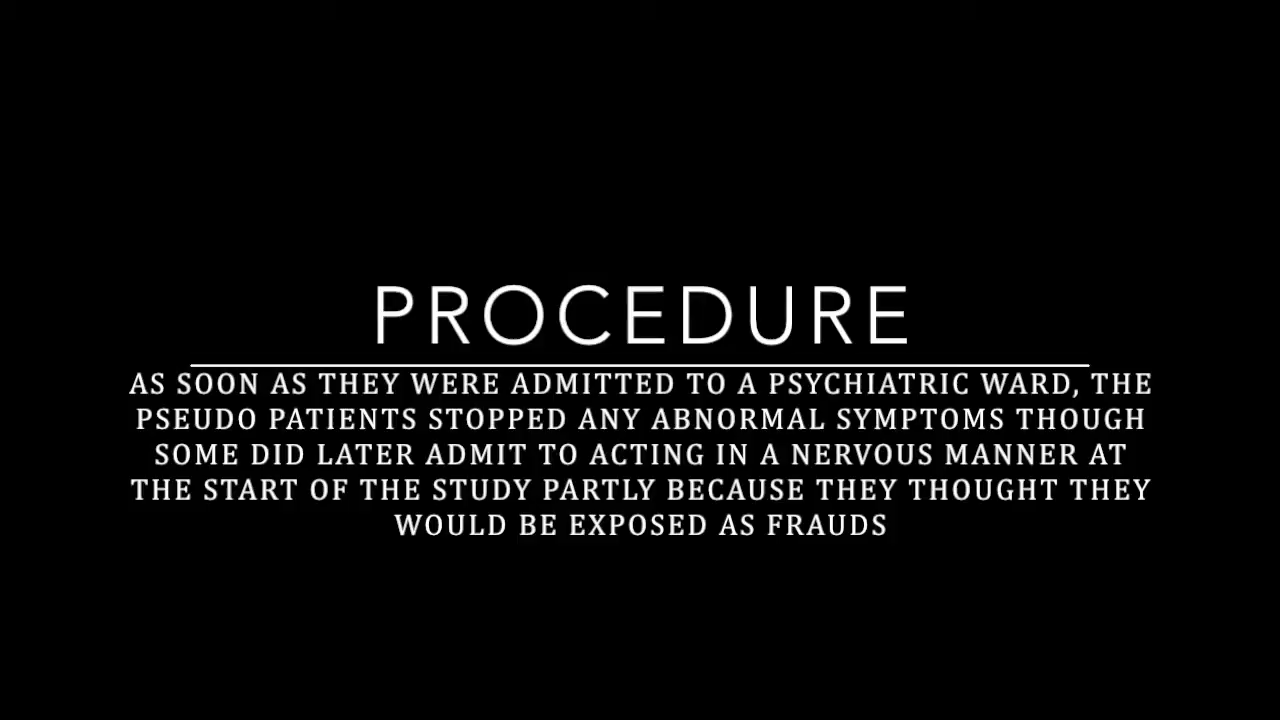 PROCEDURE
AS SOON AS THEY WERE ADMITTED TO A PSYCHIATRIC WARD, THE
PSEUDO PATIENTS STOPPED ANY ABNORMAL SYMPTOMS THOUGH
SOME DID LATER ADMIT TO ACTING IN A NERVOUS MANNER AT
THE START OF THE STUDY PARTLY BECAUSE THEY THOUGHT THEY
WOULD BE EXPOSED AS FRAUDS